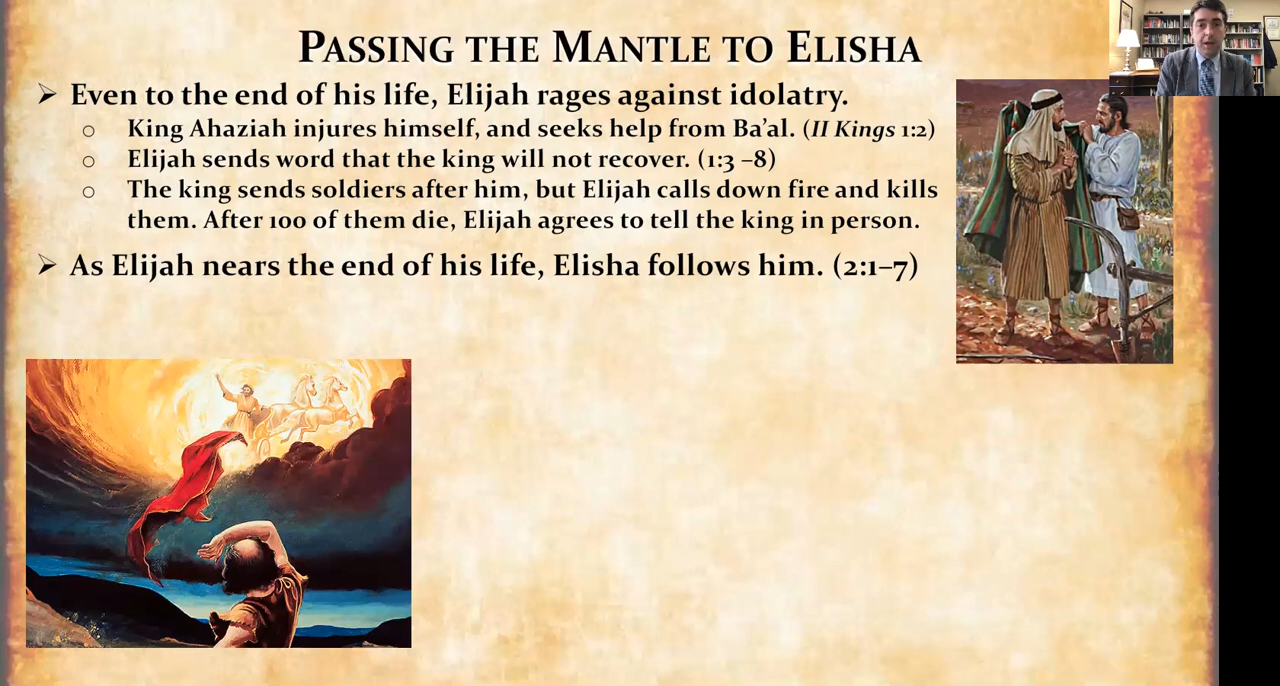 PASSING THE MANTLE TO ELISHA
➢ Even to the end of his life, Elijah rages against idolatry.
○ King Ahaziah injures himself, and seeks help from Ba’al. (II Kings 1:2)
○ Elijah sends word that the king will not recover. (1:3 –8)
○ The king sends soldiers after him, but Elijah calls down fire and kills
them. After 100 of them die, Elijah agrees to tell the king in person.
➢ As Elijah nears the end of his life, Elisha follows him. (2:1–7)